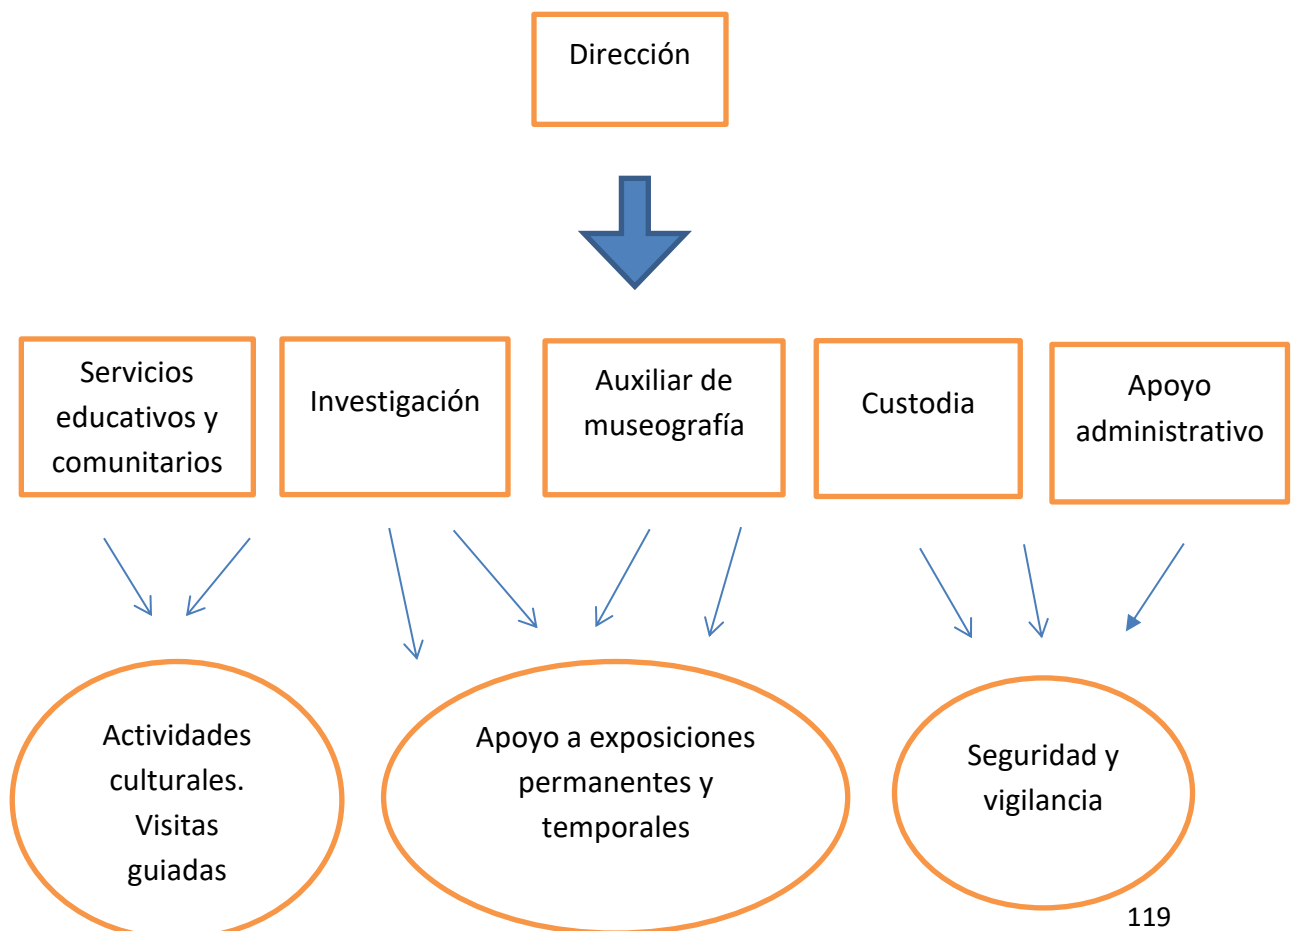 Dirección
Servicios
educativos y
comunitarios
Investigación
Auxiliar de
museografía
Custodia
Apoyo
administrativo
Actividades
culturales.
Visitas
guiadas
Apoyo a exposiciones
permanentes y
temporales
Seguridad y
vigilancia
119